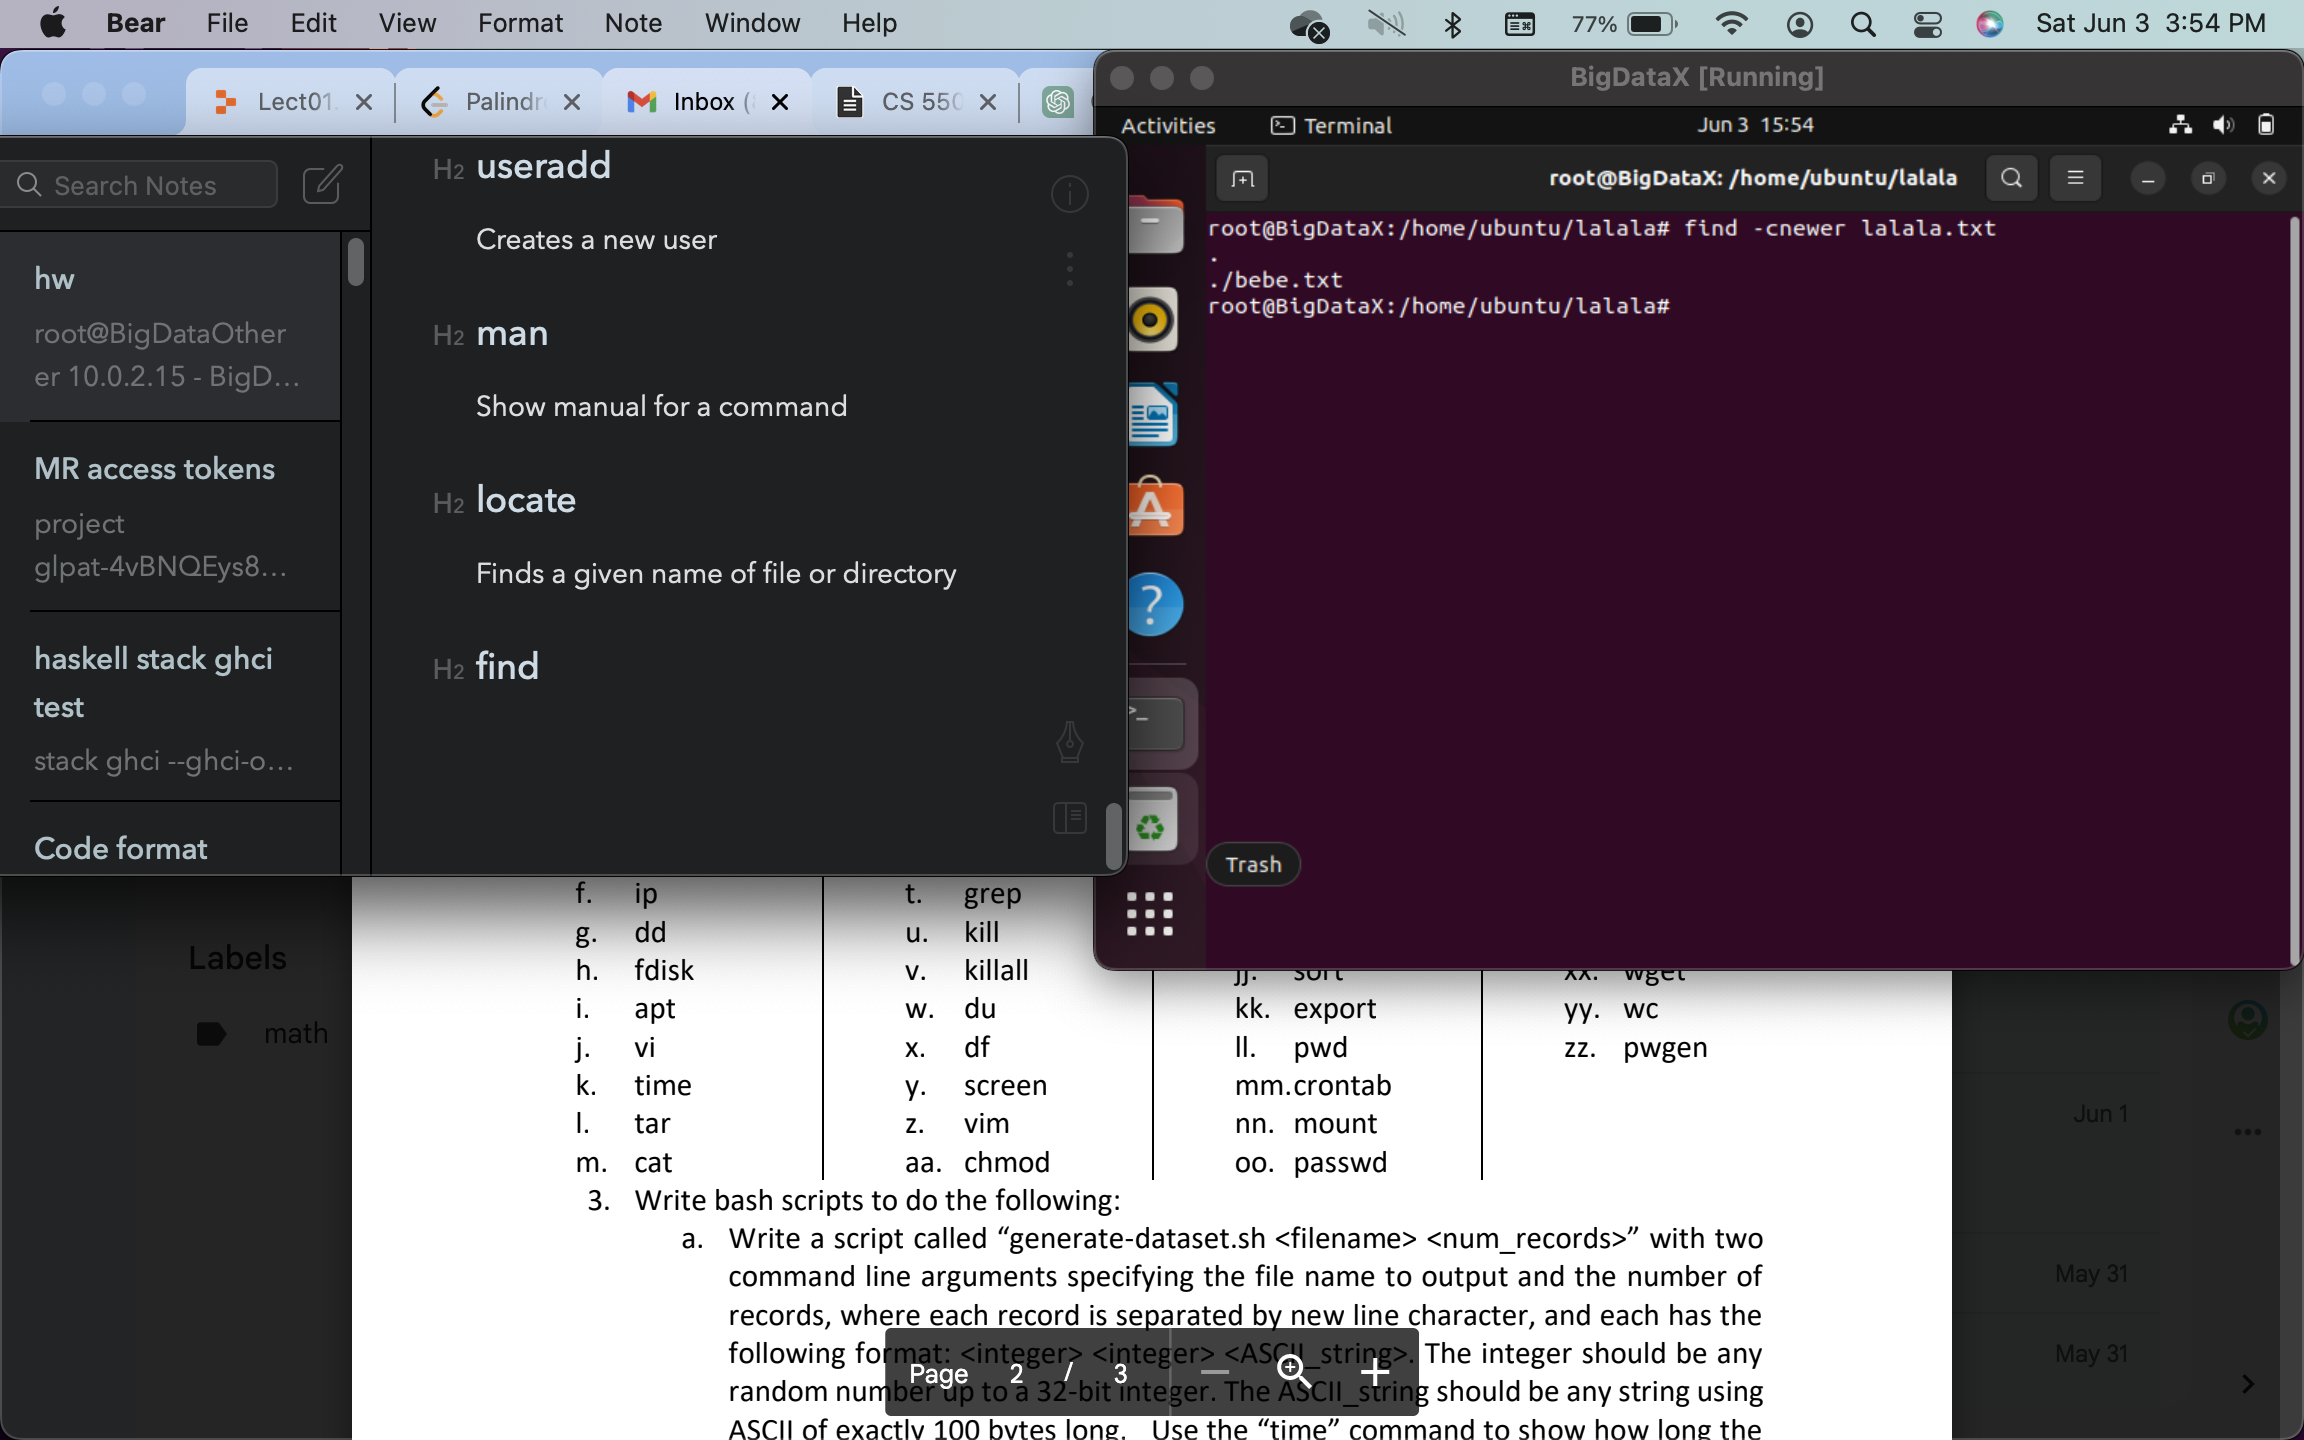 Bear File Edit View Format Note Window Help 77% Sat Jun 3 3:54 PM
Lect01. Palindr Inbox ( CS 550
BigDataX [Running]
Activities Terminal Jun 3 15:54
Search Notes
hw
root@BigDataOther
er 10.0.2.15 - BigD...
MR access tokens
project
glpat-4vBNQEys8...
haskell stack ghci
test
stack ghci --ghci-o...
Code format
H2 useradd
Creates a new user
H2 man
Show manual for a command
H2 locate
Finds a given name of file or directory
H2 find
root@BigDataX: /home/ubuntu/lalala
root@BigDataX:/home/ubuntu/lalala# find -cnewer lalala.txt
.
./bebe.txt
root@BigDataX:/home/ubuntu/lalala#
Trash
Labels
math
f. ip
g. dd
h. fdisk
i. apt
j. vi
k. time
l. tar
m. cat
t. grep
u. kill
v. killall
w. du
x. df
y. screen
z. vim
aa. chmod
jj. sort
kk. export
ll. pwd
mm. crontab
nn. mount
oo. passwd
xx. wget
yy. wc
zz. pwgen
3. Write bash scripts to do the following:
a. Write a script called “generate-dataset.sh <filename> <num_records>” with two
command line arguments specifying the file name to output and the number of
records, where each record is separated by new line character, and each has the
following format: <integer> <integer> <ASCII_string>. The integer should be any
random number up to a 32-bit integer. The ASCII_string should be any string using
ASCII of exactly 100 bytes long. Use the “time” command to show how long the
Page 2 / 3
Jun 1
May 31
May 31